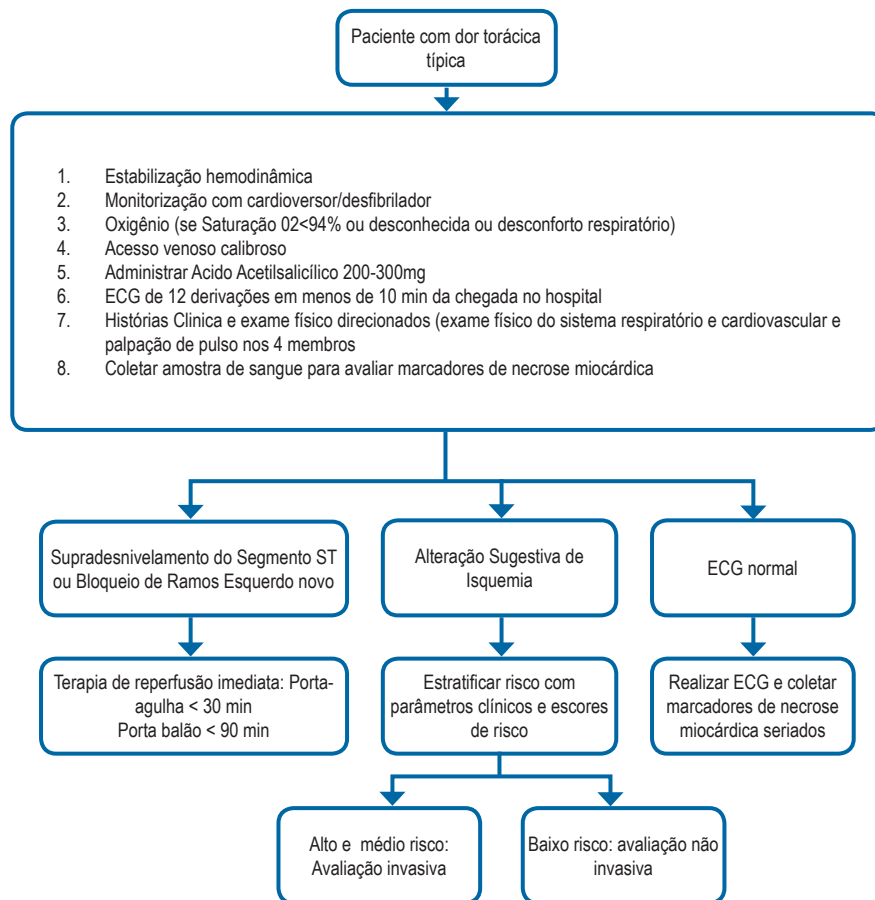 Paciente com dor torácica
típica
1. Estabilização hemodinâmica
2. Monitorização com cardioversor/desfibrilador
3. Oxigênio (se Saturação 02<94% ou desconhecida ou desconforto respiratório)
4. Acesso venoso calibroso
5. Administrar Acido Acetilsalicílico 200-300mg
6. ECG de 12 derivações em menos de 10 min da chegada no hospital
7. Histórias Clinica e exame físico direcionados (exame físico do sistema respiratório e cardiovascular e
palpação de pulso nos 4 membros
8. Coletar amostra de sangue para avaliar marcadores de necrose miocárdica
Supradesnivelamento do Segmento ST
ou Bloqueio de Ramos Esquerdo novo
Alteração Sugestiva de
Isquemia
ECG normal
Terapia de reperfusão imediata: Porta-
agulha < 30 min
Porta balão < 90 min
Estratificar risco com
parâmetros clínicos e escores
de risco
Realizar ECG e coletar
marcadores de necrose
miocárdica seriados
Alto e médio risco:
Avaliação invasiva
Baixo risco: avaliação não
invasiva